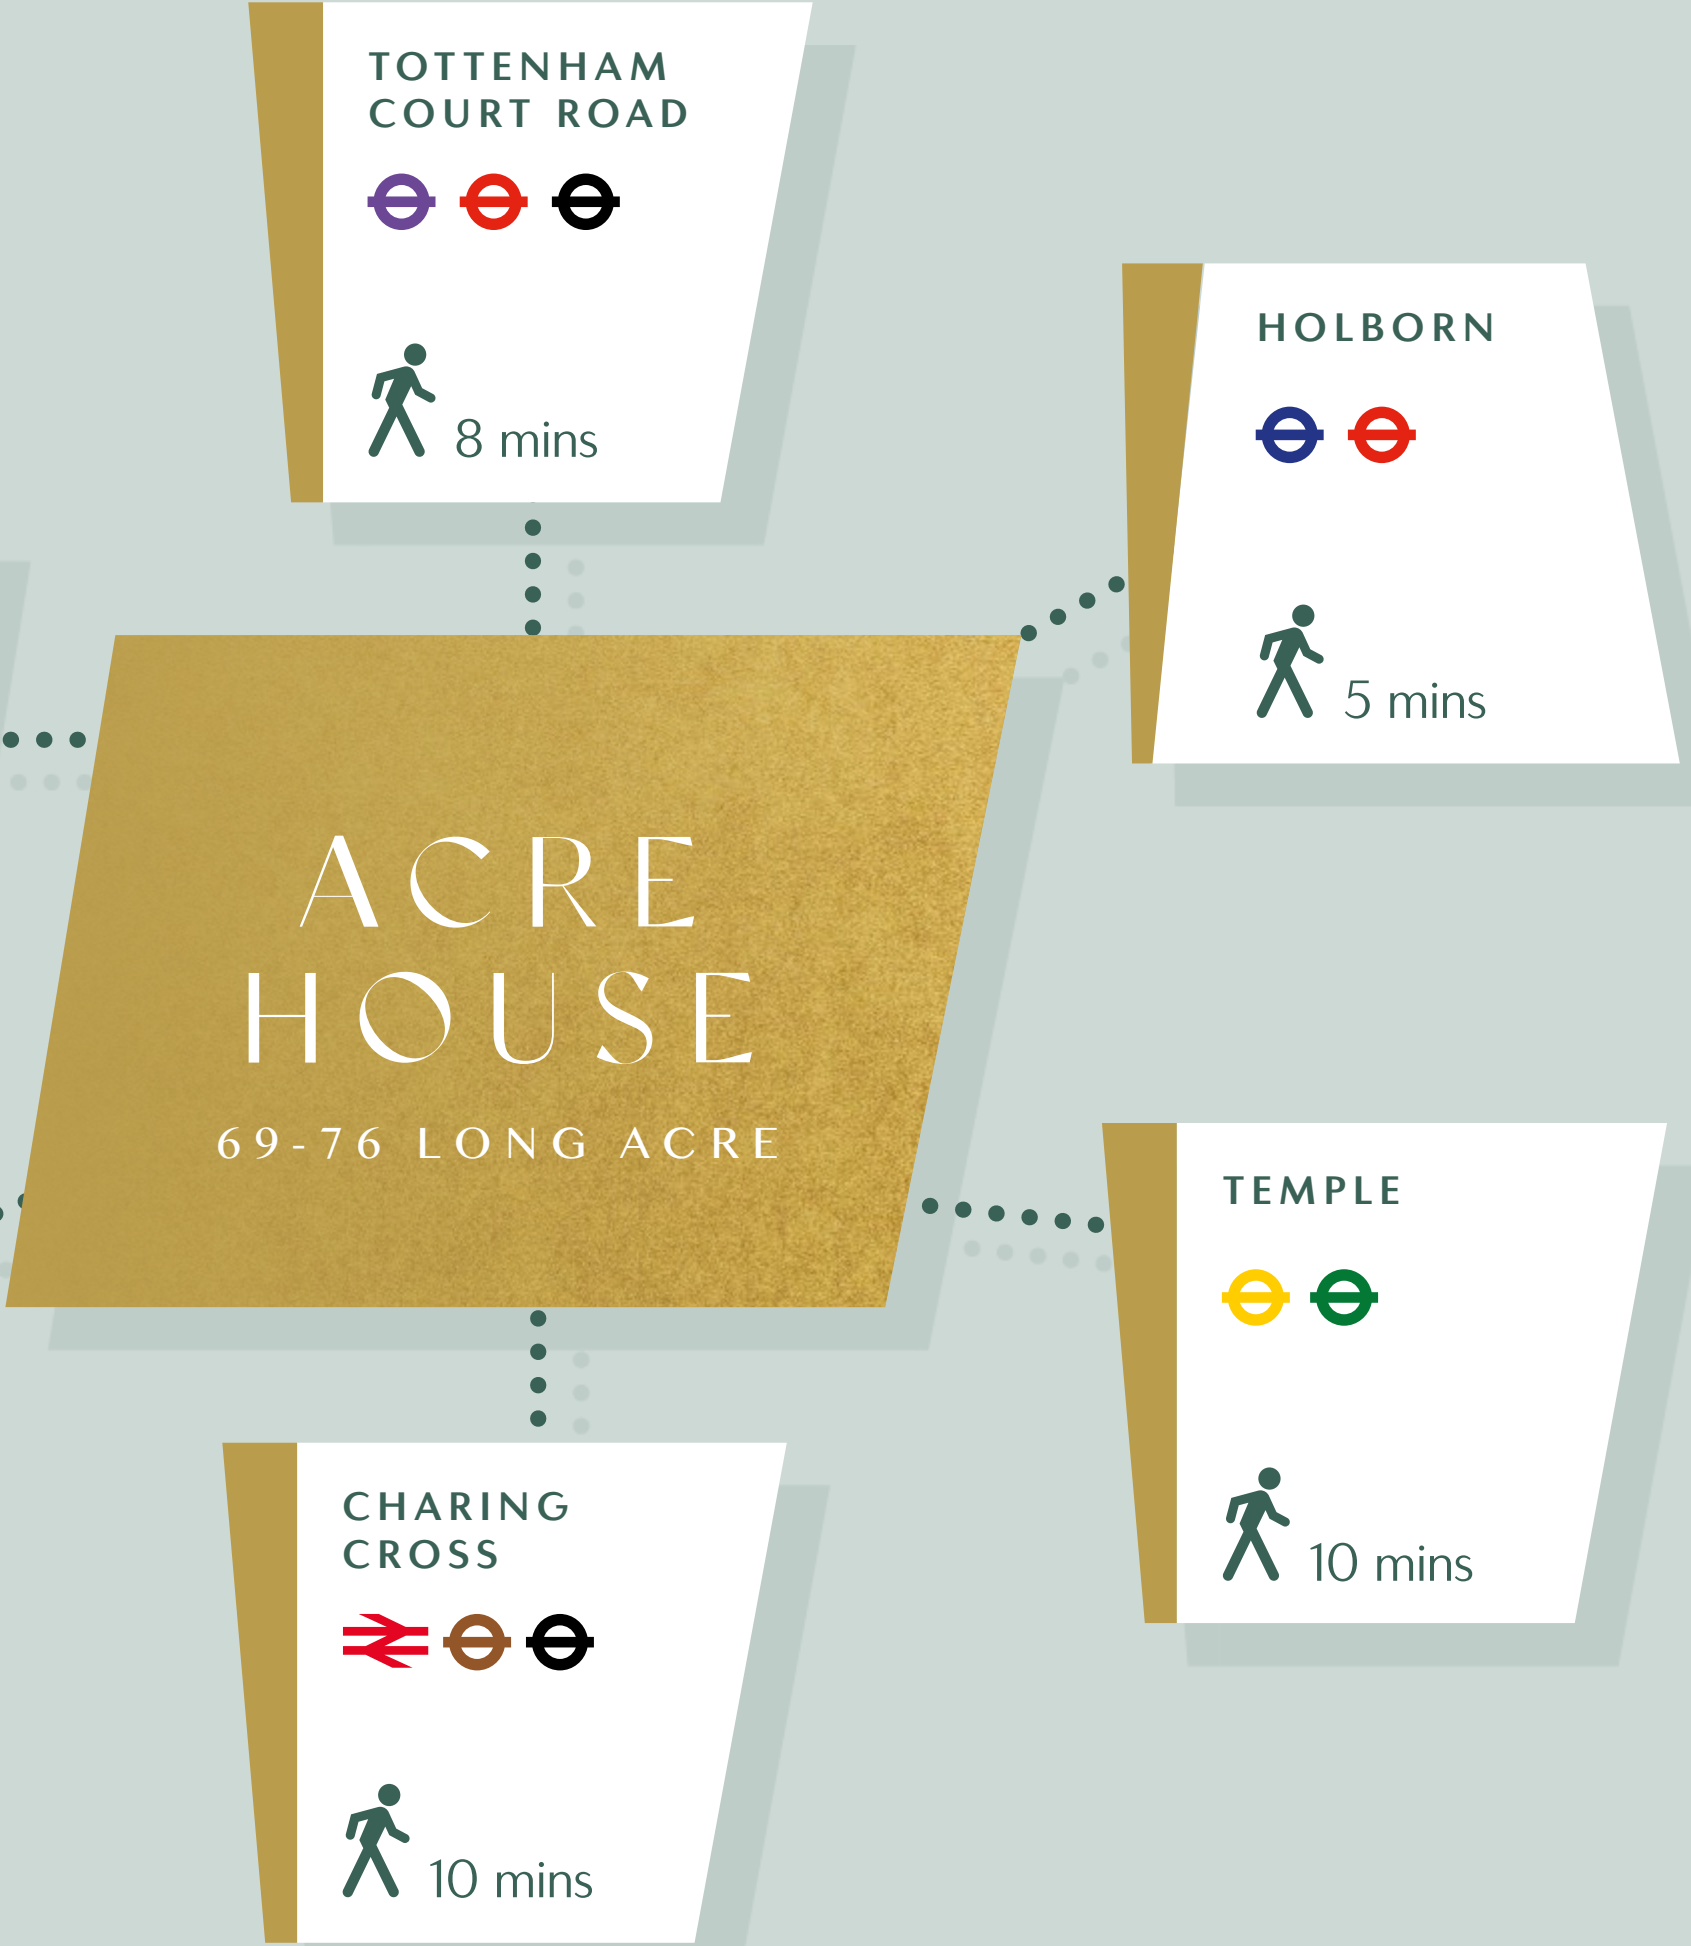 TOTTENHAM
COURT ROAD
8 mins
HOLBORN
5 mins
ACRE
HOUSE
69-76 LONG ACRE
TEMPLE
10 mins
CHARING
CROSS
10 mins